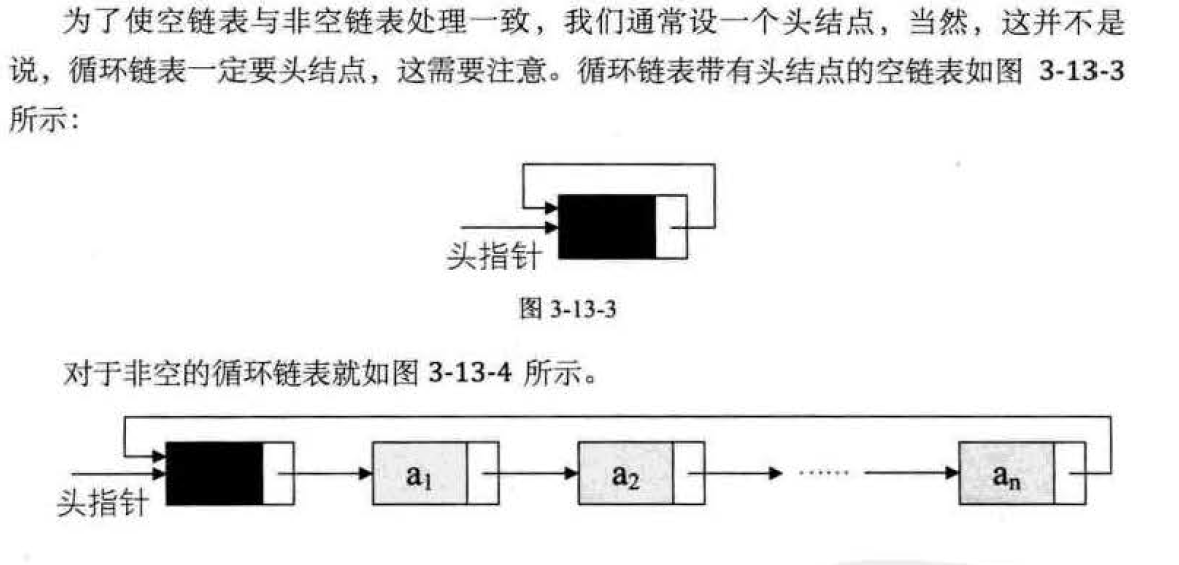 为了使空链表与非空链表处理一致，我们通常设一个头结点，当然，这并不是
说，循环链表一定要头结点，这需要注意。循环链表带有头结点的空链表如图 3-13-3
所示：
头指针
图 3-13-3
对于非空的循环链表就如图 3-13-4 所示。
a₁ a₂ …… aₙ
头指针